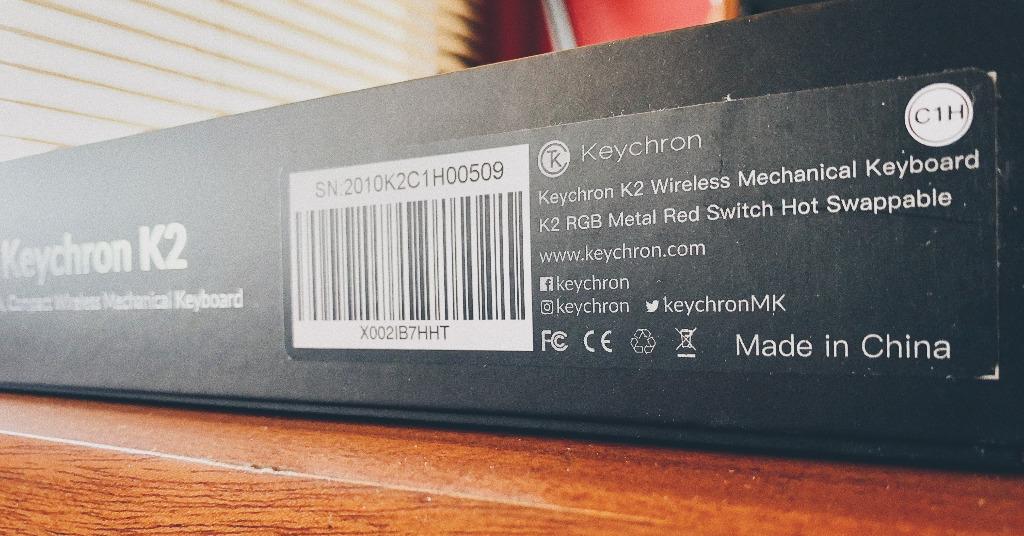 Keychron K2
Compact Wireless Mechanical Keyboard
SN:2010K2C1H00509
X002IB7HHT
Keychron
C1H
Keychron K2 Wireless Mechanical Keyboard
K2 RGB Metal Red Switch Hot Swappable
www.keychron.com
keychron
keychron keychronMK
FC CE
Made in China